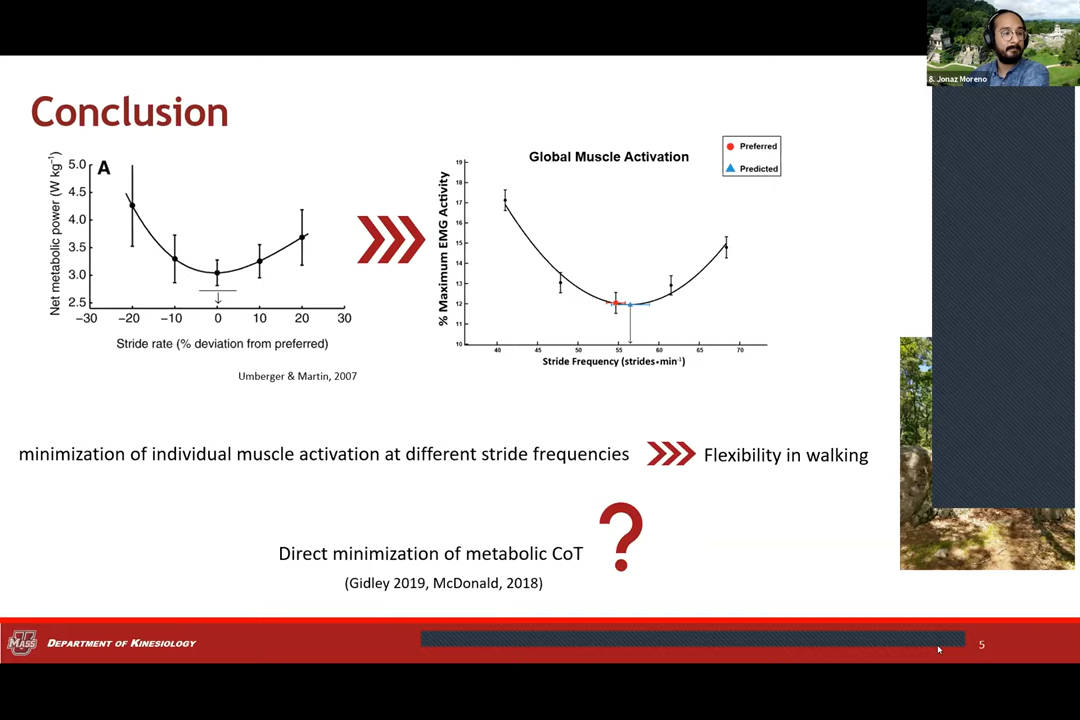 8. Jonaz Moreno
Conclusion
A
Net metabolic power (W kg⁻¹)
5.0
4.5
4.0
3.5
3.0
2.5
−30 −20 −10 0 10 20 30
Stride rate (% deviation from preferred)
Umberger & Martin, 2007
Global Muscle Activation
Preferred
Predicted
% Maximum EMG Activity
19
18
17
16
15
14
13
12
11
10
40 45 50 55 60 65 70
Stride Frequency (strides•min⁻¹)
minimization of individual muscle activation at different stride frequencies
Flexibility in walking
?
Direct minimization of metabolic CoT
(Gidley 2019, McDonald, 2018)
U MASS
DEPARTMENT OF KINESIOLOGY
5